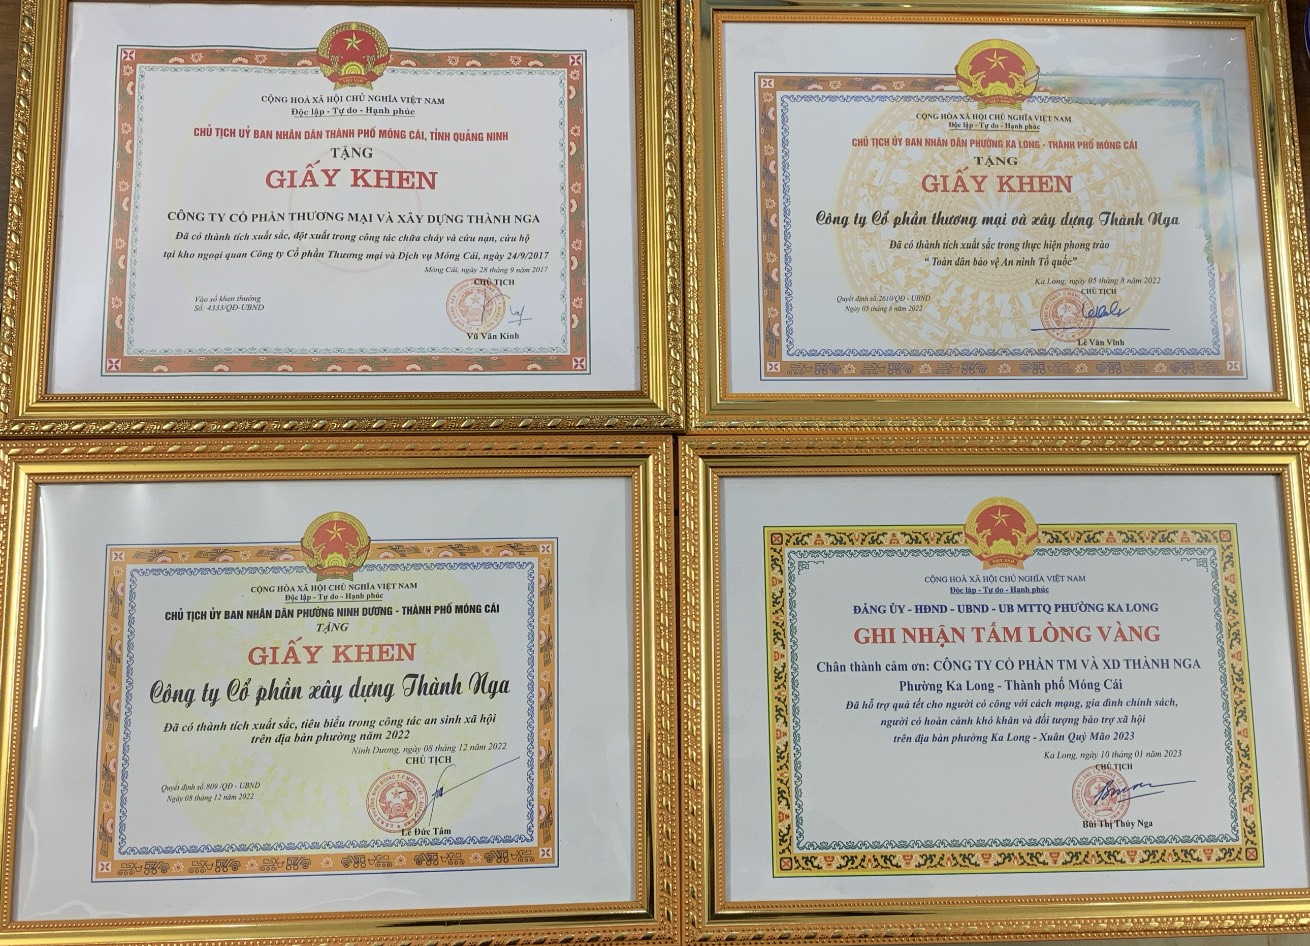 CỘNG HOÀ XÃ HỘI CHỦ NGHĨA VIỆT NAM
Độc lập - Tự do - Hạnh phúc
CHỦ TỊCH UỶ BAN NHÂN DÂN THÀNH PHỐ MÓNG CÁI, TỈNH QUẢNG NINH
TẶNG
GIẤY KHEN
CÔNG TY CỔ PHẦN THƯƠNG MẠI VÀ XÂY DỰNG THÀNH NGA
Đã có thành tích xuất sắc, đột xuất trong công tác chữa cháy và cứu nạn, cứu hộ
tại kho ngoại quan Công ty Cổ phần Thương mại và Dịch vụ Móng Cái, ngày 24/9/2017
Móng Cái, ngày 28 tháng 9 năm 2017
CHỦ TỊCH
Vào sổ khen thưởng
Số: 4333/QĐ-UBND
Vũ Văn Kinh
CỘNG HÒA XÃ HỘI CHỦ NGHĨA VIỆT NAM
Độc lập - Tự do - Hạnh phúc
CHỦ TỊCH ỦY BAN NHÂN DÂN PHƯỜNG KA LONG - THÀNH PHỐ MÓNG CÁI
TẶNG
GIẤY KHEN
Công ty Cổ phần thương mại và xây dựng Thành Nga
Đã có thành tích xuất sắc trong thực hiện phong trào
“ Toàn dân bảo vệ An ninh Tổ quốc”
Ka Long, ngày 05 tháng 8 năm 2022
CHỦ TỊCH
Quyết định số: 2610/QĐ - UBND
Ngày 05 tháng 8 năm 2022
Lê Văn Vĩnh
CỘNG HÒA XÃ HỘI CHỦ NGHĨA VIỆT NAM
Độc lập - Tự do - Hạnh phúc
CHỦ TỊCH ỦY BAN NHÂN DÂN PHƯỜNG NINH DƯƠNG - THÀNH PHỐ MÓNG CÁI
TẶNG
GIẤY KHEN
Công ty Cổ phần xây dựng Thành Nga
Đã có thành tích xuất sắc, tiêu biểu trong công tác an sinh xã hội
trên địa bàn phường năm 2022
Ninh Dương, ngày 08 tháng 12 năm 2022
CHỦ TỊCH
Quyết định số:809 /QĐ - UBND
Ngày 08 tháng 12 năm 2022
Lê Đức Tâm
CỘNG HOÀ XÃ HỘI CHỦ NGHĨA VIỆT NAM
Độc lập - Tự do - Hạnh phúc
ĐẢNG ỦY - HĐND - UBND - UB MTTQ PHƯỜNG KA LONG
GHI NHẬN TẤM LÒNG VÀNG
Chân thành cảm ơn: CÔNG TY CỔ PHẦN TM VÀ XD THÀNH NGA
Phường Ka Long - Thành phố Móng Cái
Đã hỗ trợ quà tết cho người có công với cách mạng, gia đình chính sách,
người có hoàn cảnh khó khăn và đối tượng bảo trợ xã hội
trên địa bàn phường Ka Long - Xuân Quý Mão 2023
Ka Long, ngày 10 tháng 01 năm 2023
CHỦ TỊCH
Bùi Thị Thúy Nga